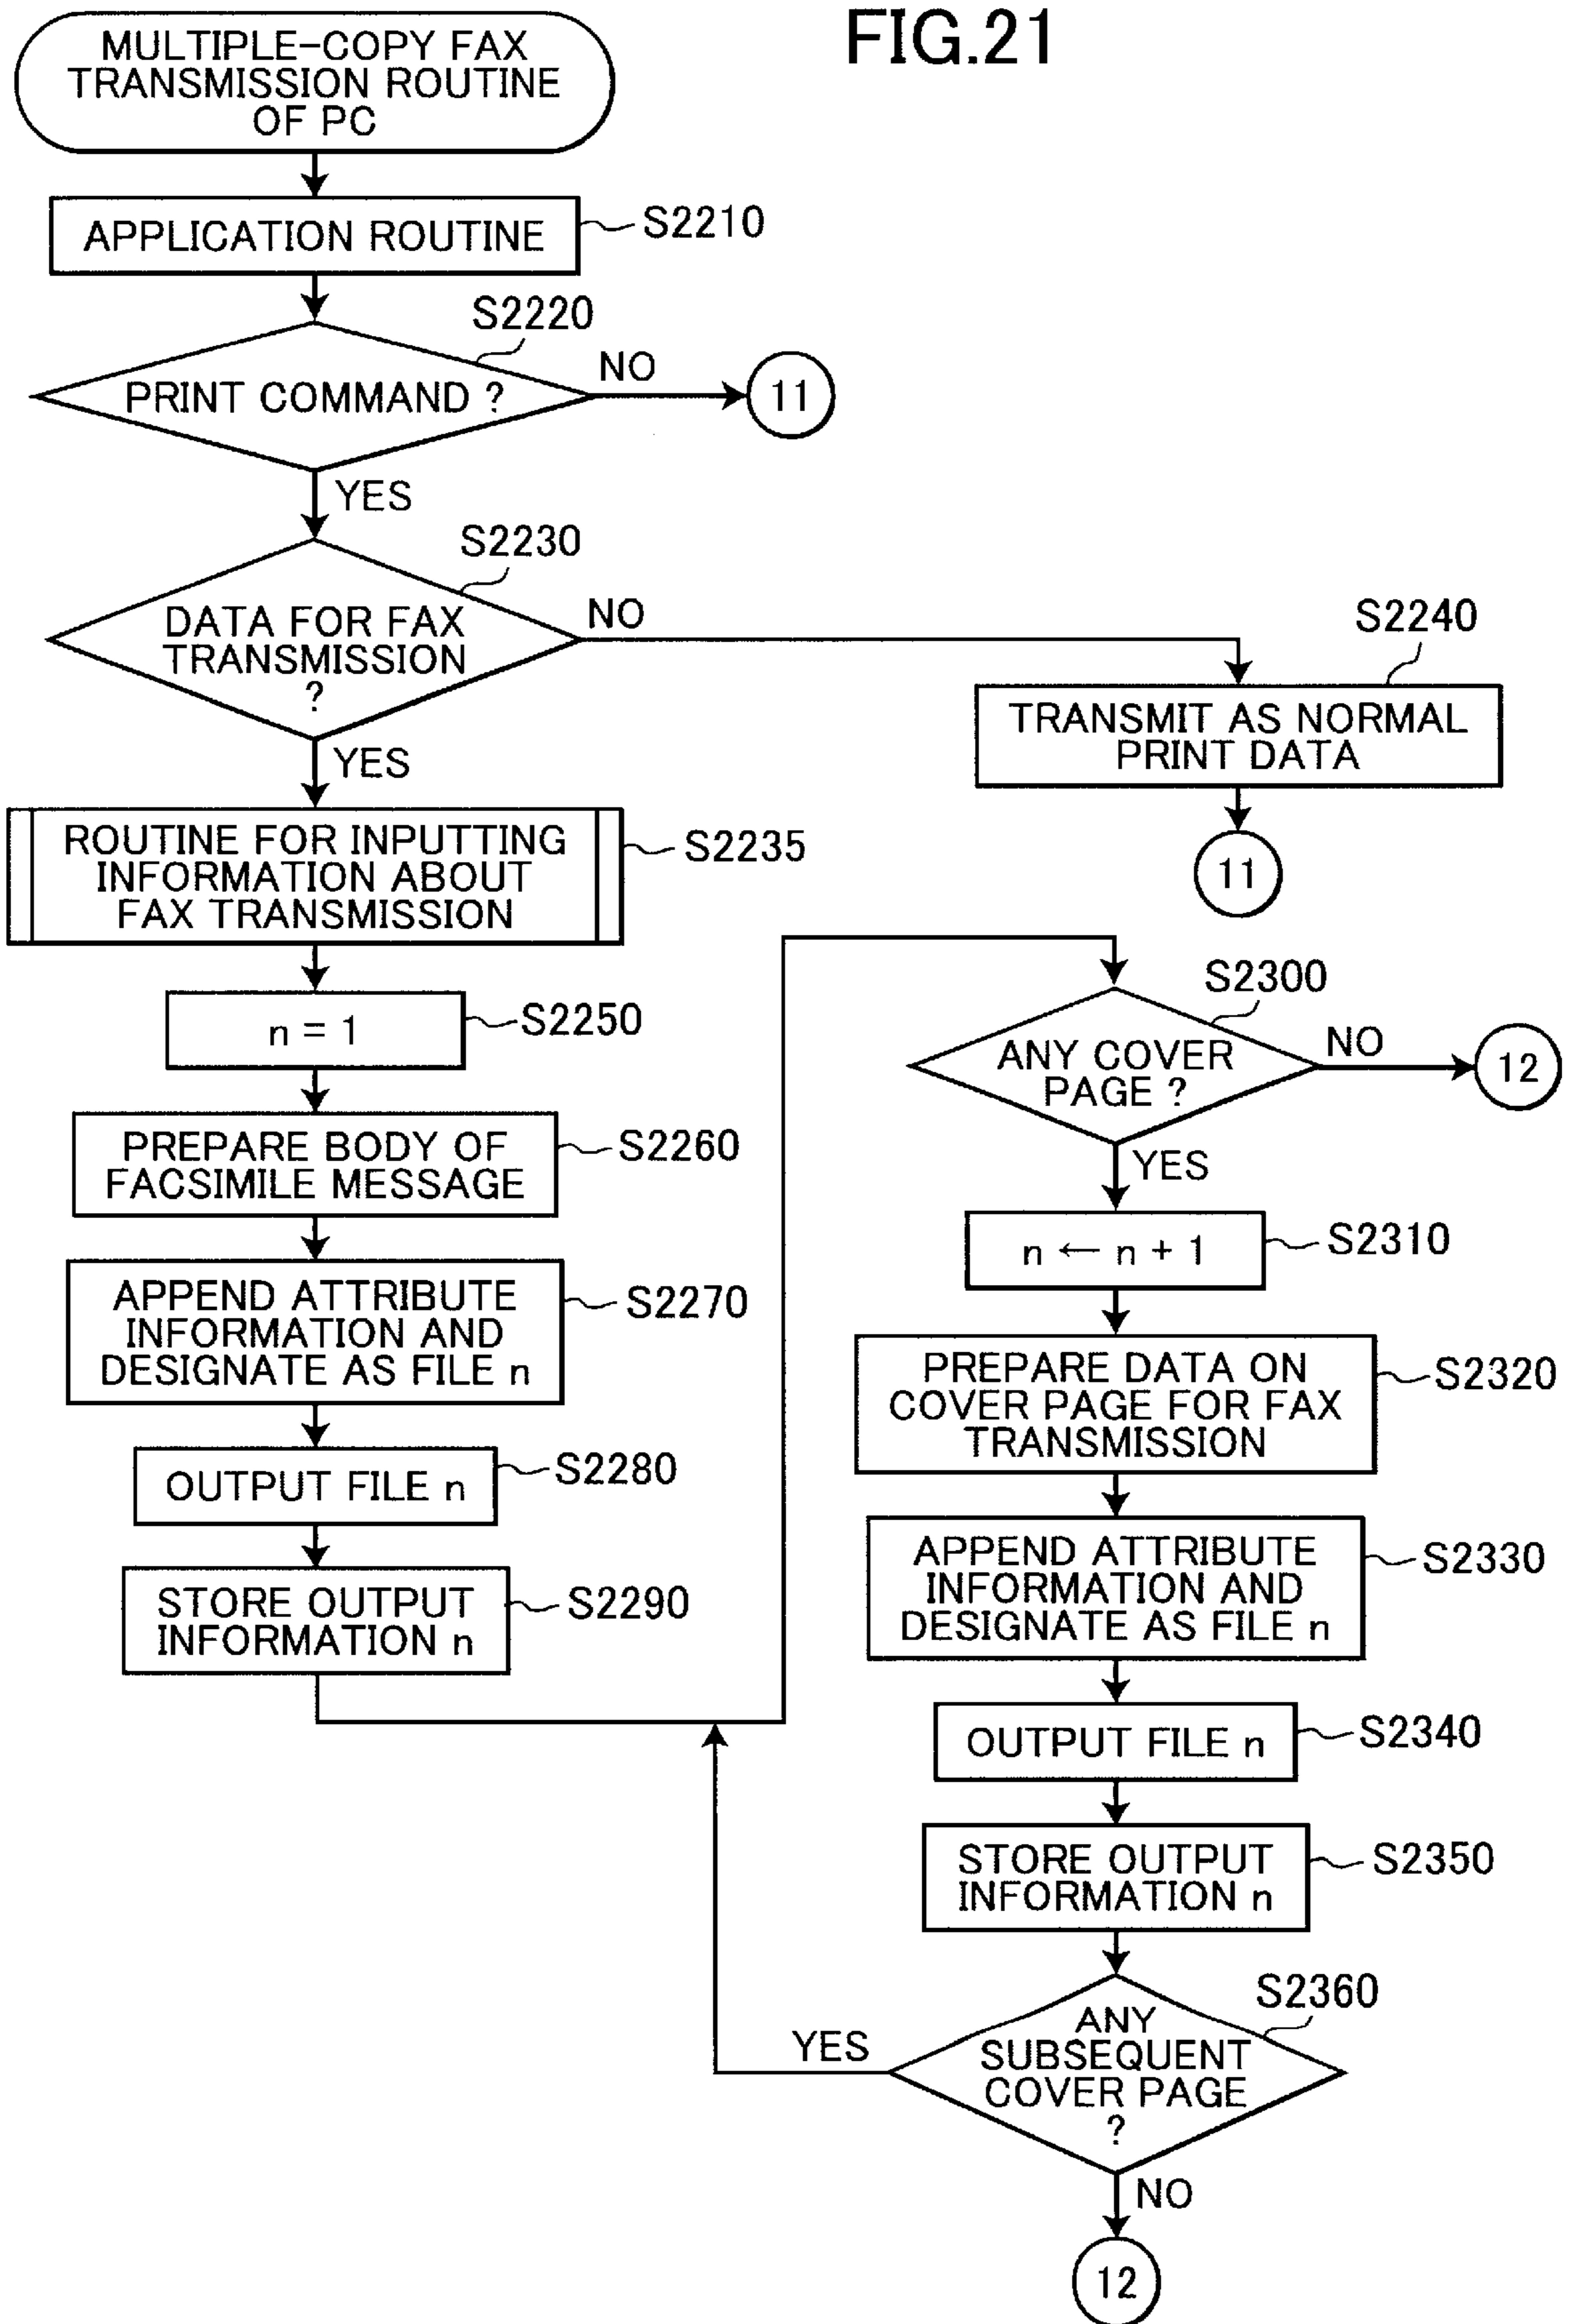 FIG.21
MULTIPLE-COPY FAX
TRANSMISSION ROUTINE
OF PC
APPLICATION ROUTINE
S2210
S2220
PRINT COMMAND ?
NO
11
YES
S2230
DATA FOR FAX
TRANSMISSION
?
NO
S2240
TRANSMIT AS NORMAL
PRINT DATA
11
YES
ROUTINE FOR INPUTTING
INFORMATION ABOUT
FAX TRANSMISSION
S2235
n = 1
S2250
PREPARE BODY OF
FACSIMILE MESSAGE
S2260
APPEND ATTRIBUTE
INFORMATION AND
DESIGNATE AS FILE n
S2270
OUTPUT FILE n
S2280
STORE OUTPUT
INFORMATION n
S2290
S2300
ANY COVER
PAGE ?
NO
12
YES
n ← n + 1
S2310
PREPARE DATA ON
COVER PAGE FOR FAX
TRANSMISSION
S2320
APPEND ATTRIBUTE
INFORMATION AND
DESIGNATE AS FILE n
S2330
OUTPUT FILE n
S2340
STORE OUTPUT
INFORMATION n
S2350
S2360
ANY
SUBSEQUENT
COVER PAGE
?
YES
NO
12